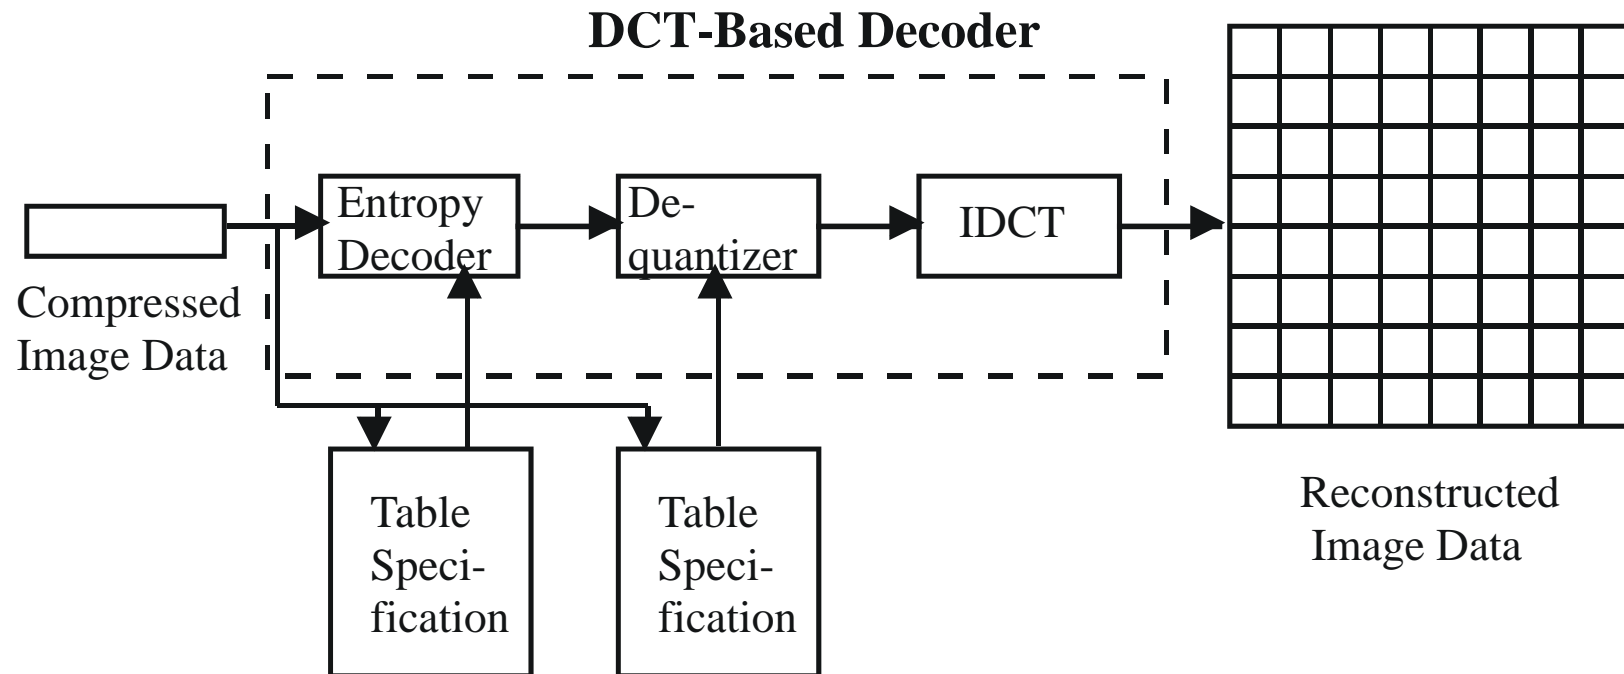 DCT-Based Decoder
Entropy
Decoder
De-
quantizer
IDCT
Compressed
Image Data
Table
Speci-
fication
Table
Speci-
fication
Reconstructed
Image Data